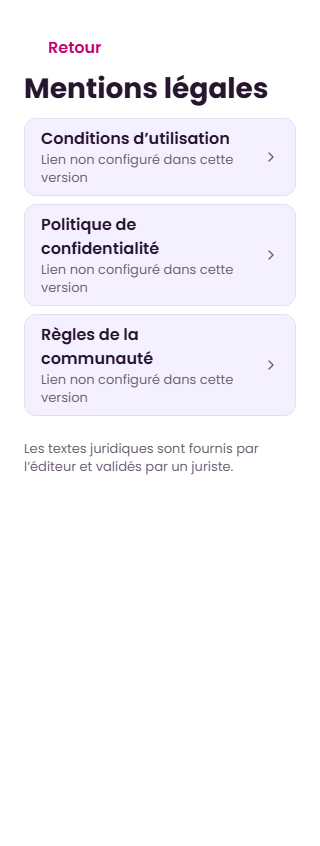 Retour
Mentions légales
Conditions d’utilisation
Lien non configuré dans cette
version
Politique de
confidentialité
Lien non configuré dans cette
version
Règles de la
communauté
Lien non configuré dans cette
version
Les textes juridiques sont fournis par
l’éditeur et validés par un juriste.